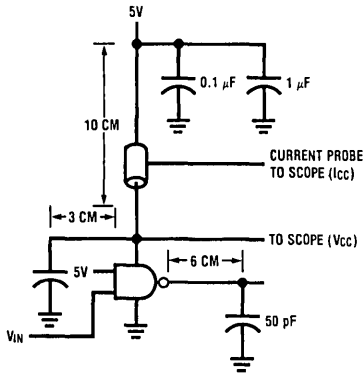 5V
0.1 µF
1 µF
10 CM
CURRENT PROBE
TO SCOPE (ICC)
3 CM
TO SCOPE (VCC)
6 CM
5V
50 pF
VIN